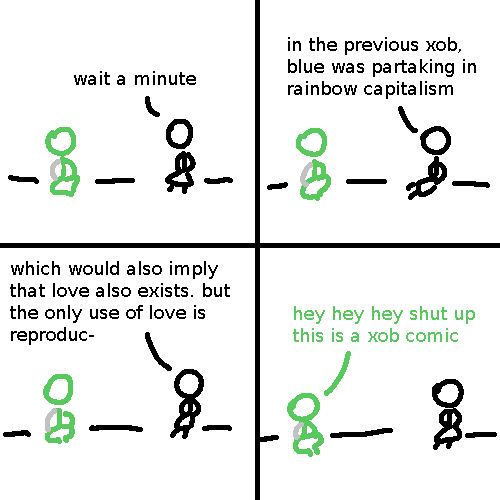 wait a minute
in the previous xob,
blue was partaking in
rainbow capitalism
which would also imply
that love also exists. but
the only use of love is
reproduc-
hey hey hey shut up
this is a xob comic